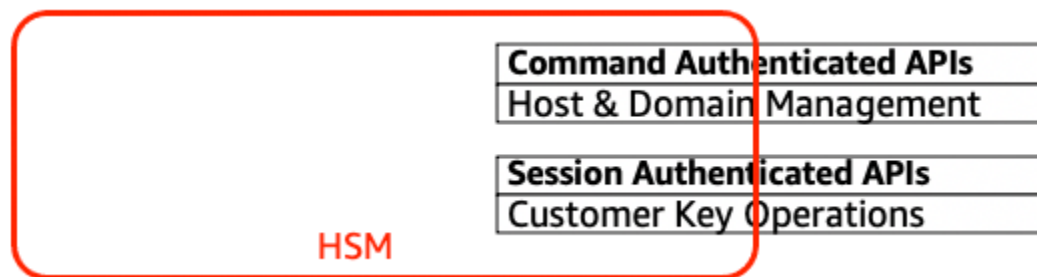 Command Authenticated APIs
Host & Domain Management
Session Authenticated APIs
Customer Key Operations
HSM